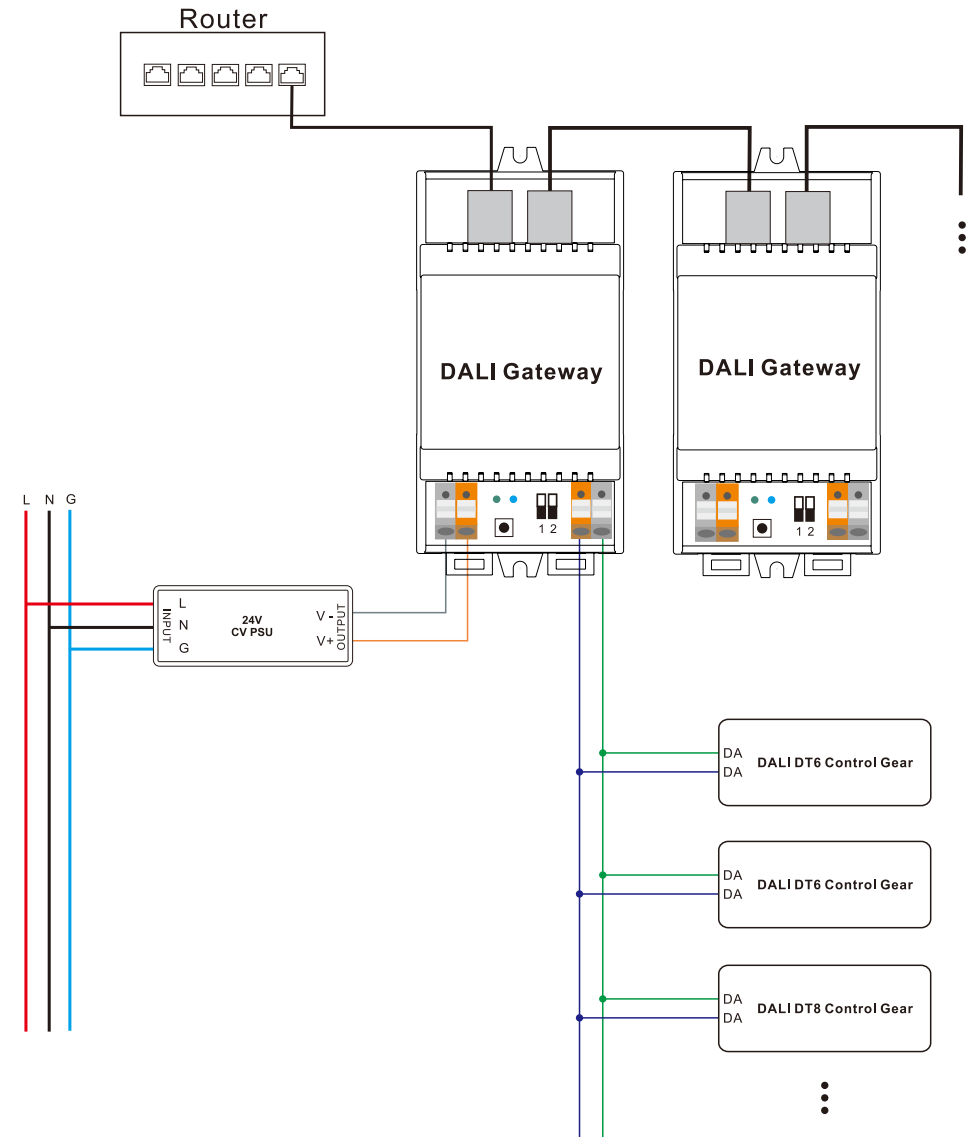 Router
DALI Gateway
DALI Gateway
1 2
1 2
L N G
INPUT
L
N
G
24V
CV PSU
V -
V+
OUTPUT
DA
DA
DALI DT6 Control Gear
DA
DA
DALI DT6 Control Gear
DA
DA
DALI DT8 Control Gear